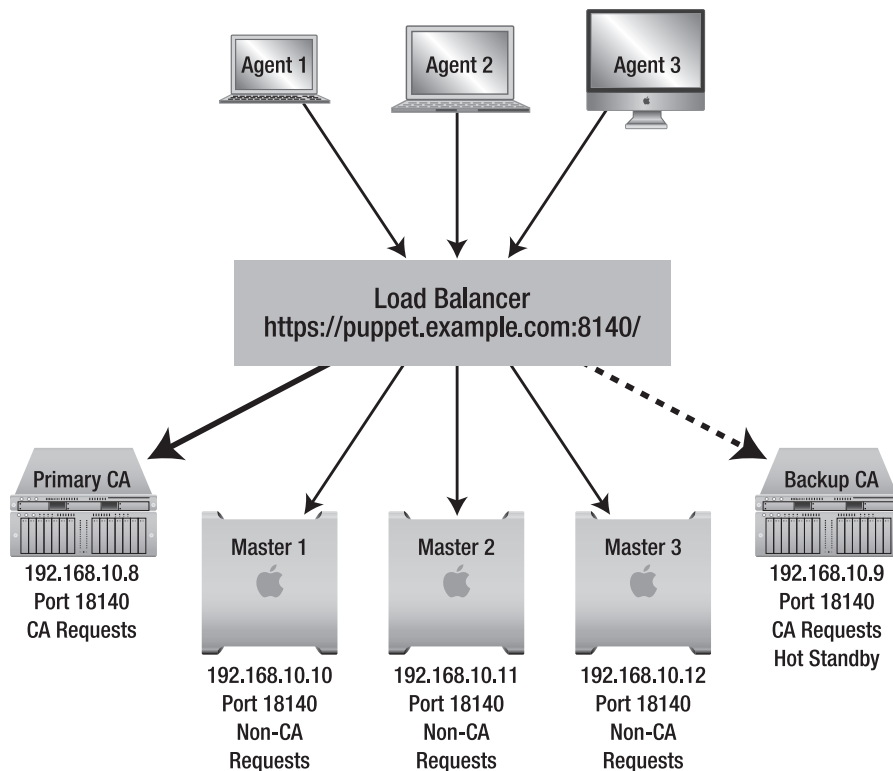 Agent 1
Agent 2
Agent 3
Load Balancer
https://puppet.example.com:8140/
Primary CA
192.168.10.8
Port 18140
CA Requests
Master 1
192.168.10.10
Port 18140
Non-CA
Requests
Master 2
192.168.10.11
Port 18140
Non-CA
Requests
Master 3
192.168.10.12
Port 18140
Non-CA
Requests
Backup CA
192.168.10.9
Port 18140
CA Requests
Hot Standby